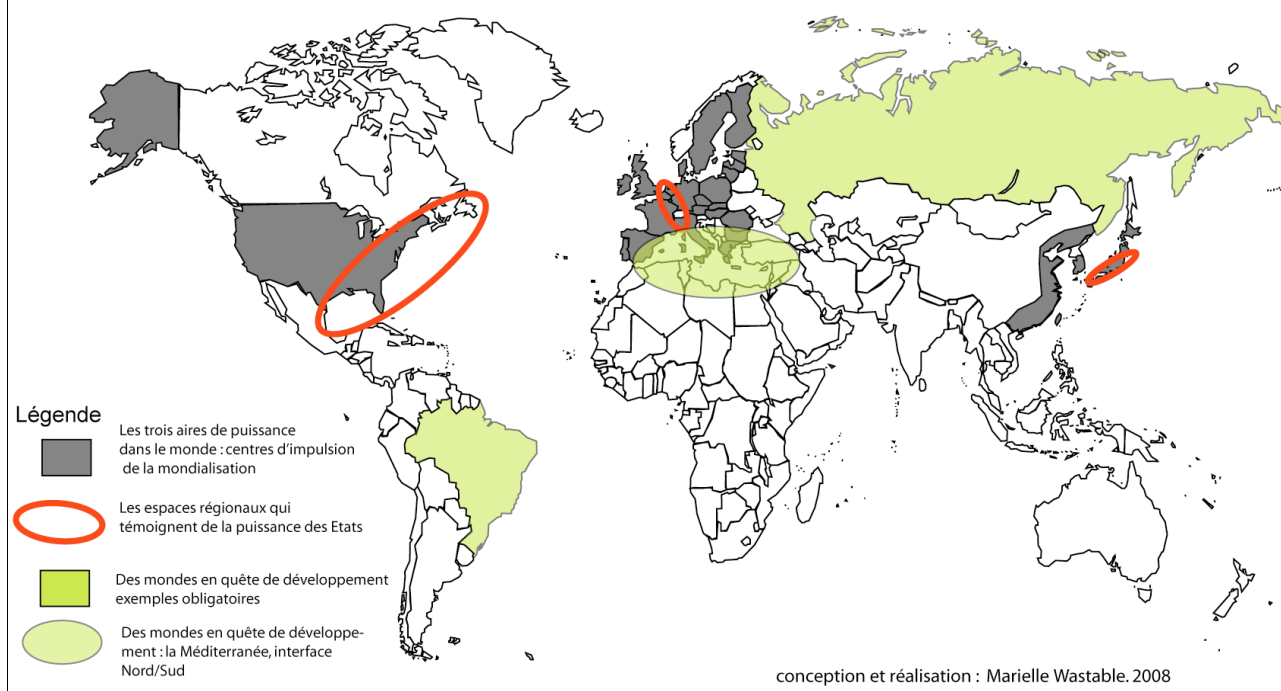 Légende
Les trois aires de puissance
dans le monde : centres d'impulsion
de la mondialisation
Les espaces régionaux qui
témoignent de la puissance des Etats
Des mondes en quête de développement
exemples obligatoires
Des mondes en quête de développe-
ment : la Méditerranée, interface
Nord/Sud
conception et réalisation : Marielle Wastable. 2008